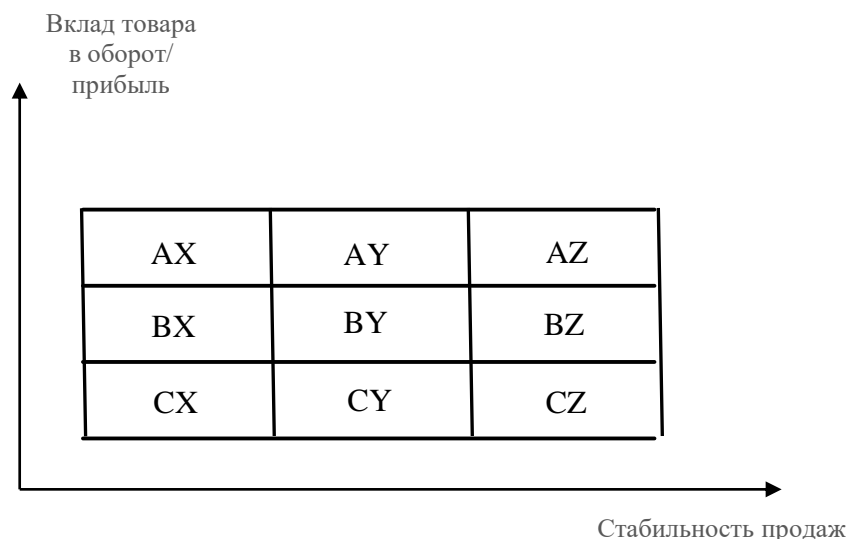 Вклад товара
в оборот/
прибыль
AX AY AZ
BX BY BZ
CX CY CZ
Стабильность продаж